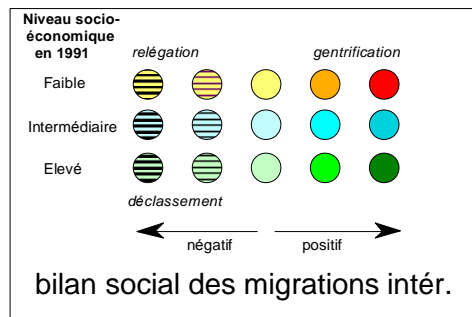 Niveau socio-
économique
en 1991
relégation
gentrification
Faible
Intermédiaire
Elevé
déclassement
négatif
positif
bilan social des migrations intér.